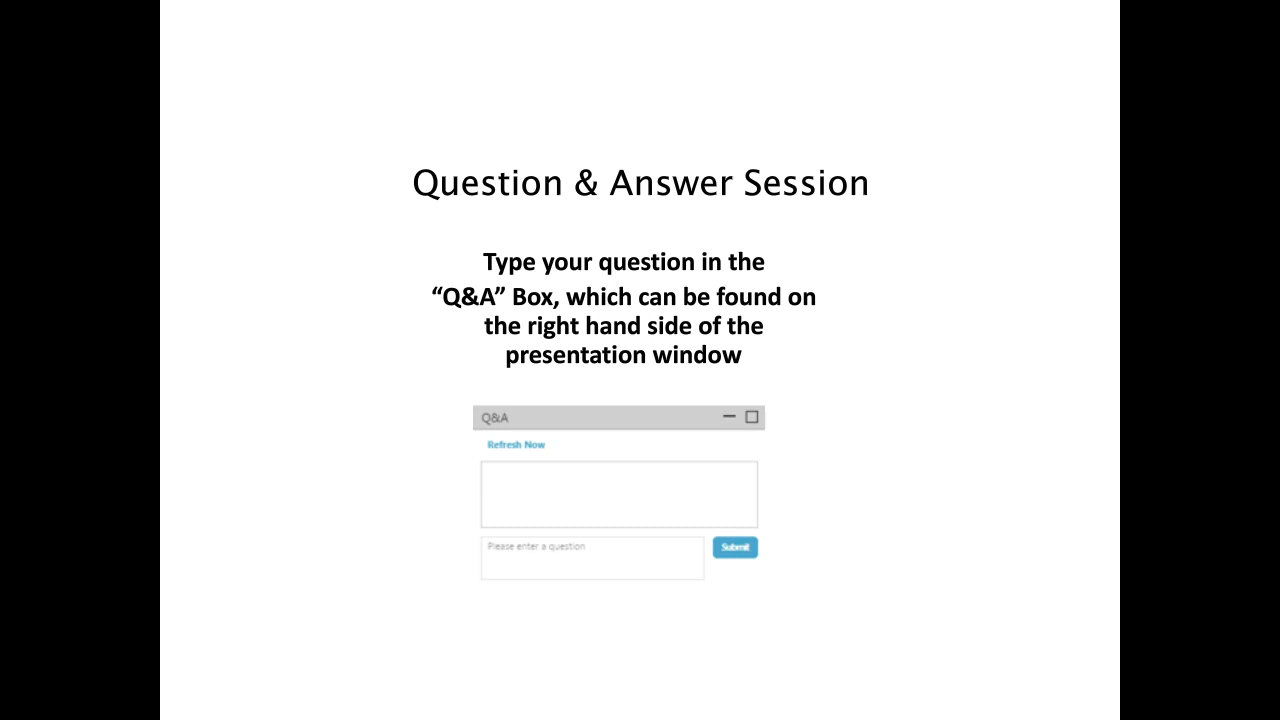 Question & Answer Session
Type your question in the
“Q&A” Box, which can be found on
the right hand side of the
presentation window
Q&A
Refresh Now
Please enter a question
Submit